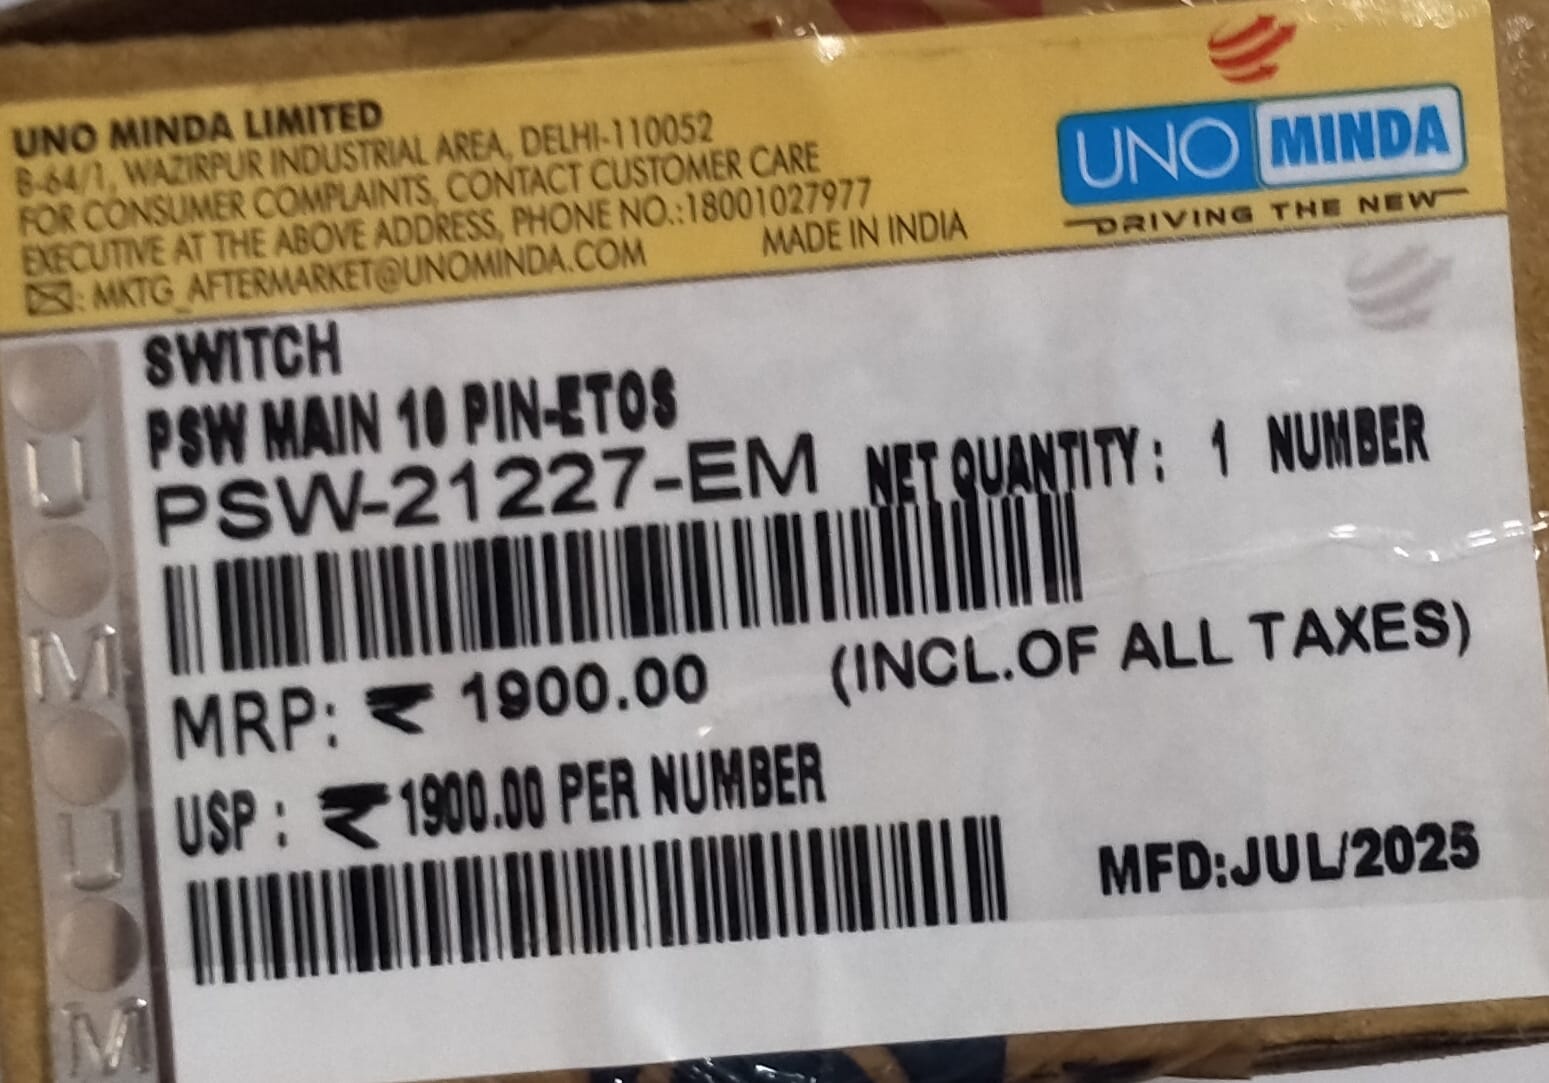 UNO MINDA LIMITED
B-64/1, WAZIRPUR INDUSTRIAL AREA, DELHI-110052
FOR CONSUMER COMPLAINTS, CONTACT CUSTOMER CARE
EXECUTIVE AT THE ABOVE ADDRESS, PHONE NO.:18001027977
✉: MKTG_AFTERMARKET@UNOMINDA.COM MADE IN INDIA
UNO MINDA
DRIVING THE NEW
SWITCH
PSW MAIN 10 PIN-ETOS
PSW-21227-EM NET QUANTITY : 1 NUMBER
MRP: ₹ 1900.00 (INCL.OF ALL TAXES)
USP : ₹1900.00 PER NUMBER
MFD:JUL/2025
U
M
U
M